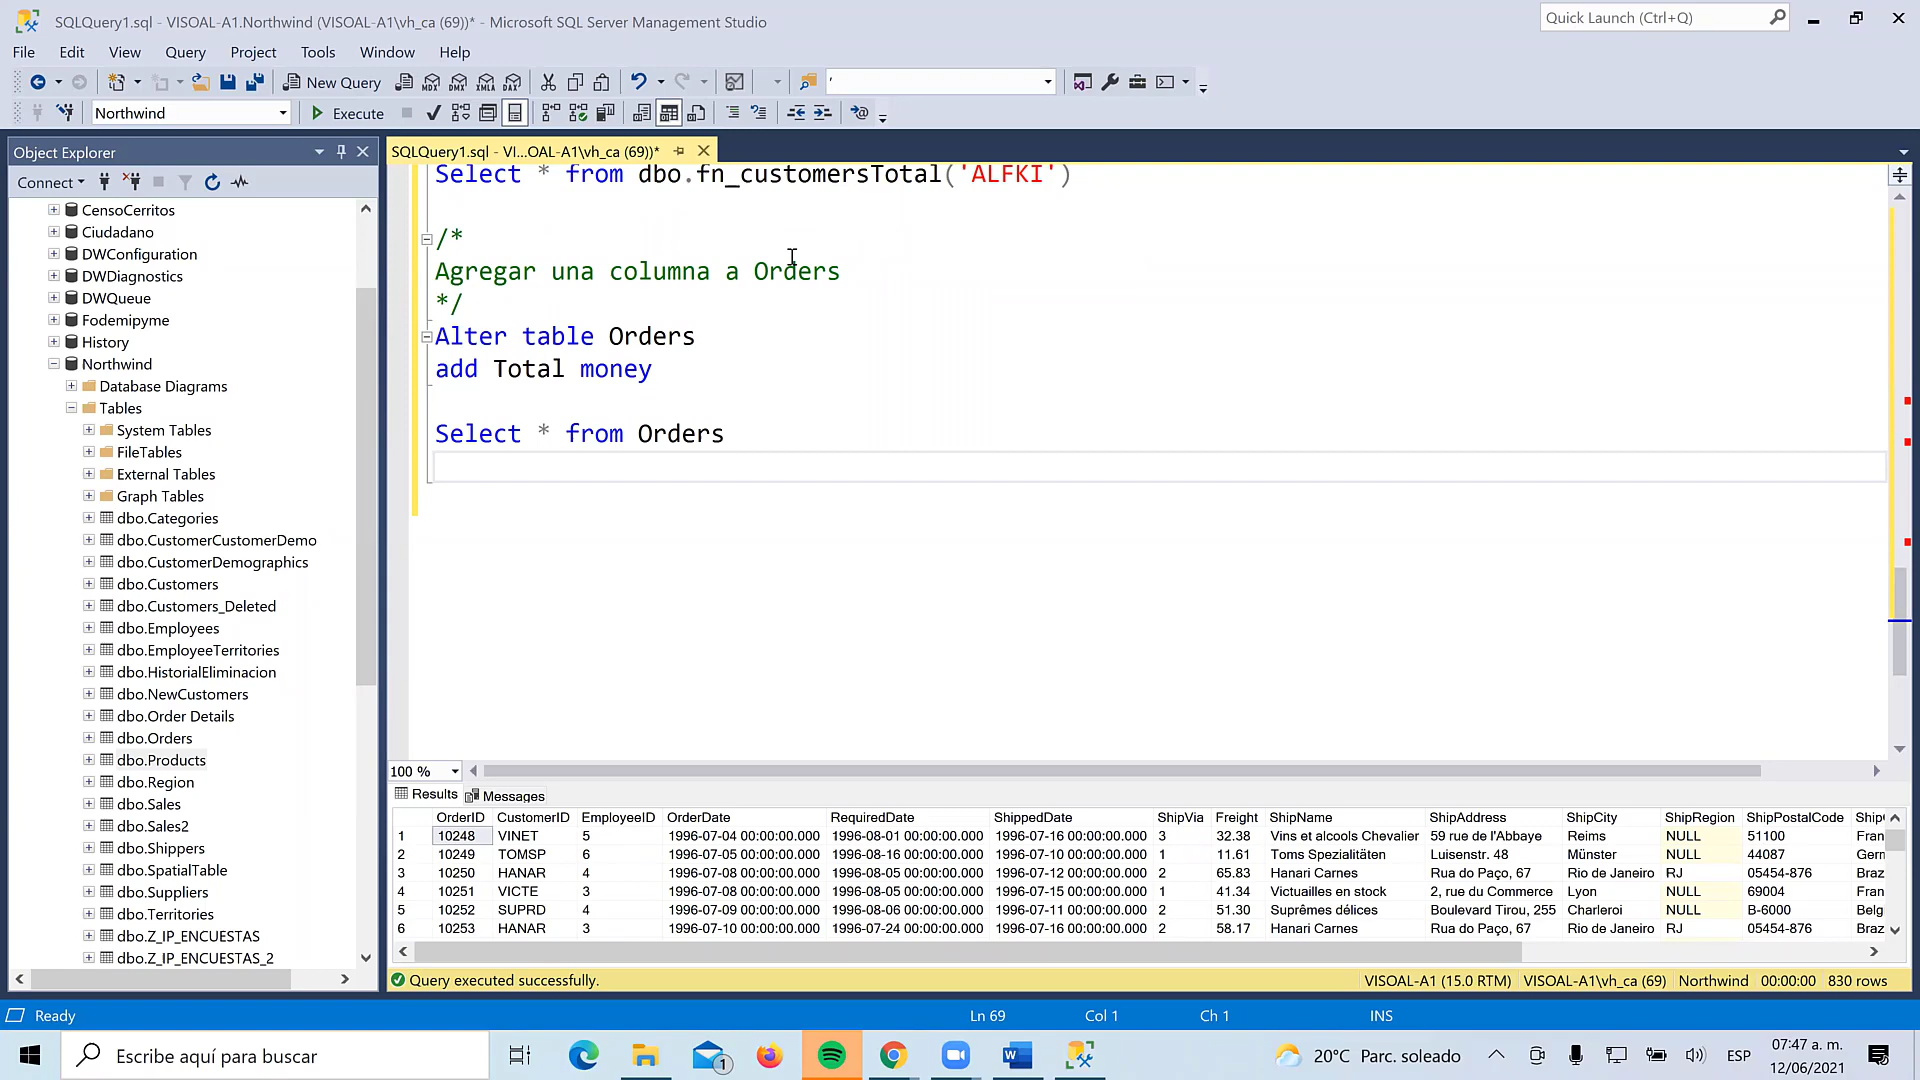 SQLQuery1.sql - VISOAL-A1.Northwind (VISOAL-A1\vh_ca (69))* - Microsoft SQL Server Management Studio
Quick Launch (Ctrl+Q)
File Edit View Query Project Tools Window Help
New Query MDX DMX XMLA DAX '
Northwind Execute
Object Explorer
SQLQuery1.sql - VI...OAL-A1\vh_ca (69))*
Connect
CensoCerritos
Ciudadano
DWConfiguration
DWDiagnostics
DWQueue
Fodemipyme
History
Northwind
Database Diagrams
Tables
System Tables
FileTables
External Tables
Graph Tables
dbo.Categories
dbo.CustomerCustomerDemo
dbo.CustomerDemographics
dbo.Customers
dbo.Customers_Deleted
dbo.Employees
dbo.EmployeeTerritories
dbo.HistorialEliminacion
dbo.NewCustomers
dbo.Order Details
dbo.Orders
dbo.Products
dbo.Region
dbo.Sales
dbo.Sales2
dbo.Shippers
dbo.SpatialTable
dbo.Suppliers
dbo.Territories
dbo.Z_IP_ENCUESTAS
dbo.Z_IP_ENCUESTAS_2
Select * from dbo.fn_customersTotal('ALFKI')
/*
Agregar una columna a Orders
*/
Alter table Orders
add Total money
Select * from Orders
100 %
Results Messages
OrderID CustomerID EmployeeID OrderDate RequiredDate ShippedDate ShipVia Freight ShipName ShipAddress ShipCity ShipRegion ShipPostalCode
1 10248 VINET 5 1996-07-04 00:00:00.000 1996-08-01 00:00:00.000 1996-07-16 00:00:00.000 3 32.38 Vins et alcools Chevalier 59 rue de l'Abbaye Reims NULL 51100 Fran
2 10249 TOMSP 6 1996-07-05 00:00:00.000 1996-08-16 00:00:00.000 1996-07-10 00:00:00.000 1 11.61 Toms Spezialitäten Luisenstr. 48 Münster NULL 44087 Germ
3 10250 HANAR 4 1996-07-08 00:00:00.000 1996-08-05 00:00:00.000 1996-07-12 00:00:00.000 2 65.83 Hanari Carnes Rua do Paço, 67 Rio de Janeiro RJ 05454-876 Braz
4 10251 VICTE 3 1996-07-08 00:00:00.000 1996-08-05 00:00:00.000 1996-07-15 00:00:00.000 1 41.34 Victuailles en stock 2, rue du Commerce Lyon NULL 69004 Fran
5 10252 SUPRD 4 1996-07-09 00:00:00.000 1996-08-06 00:00:00.000 1996-07-11 00:00:00.000 2 51.30 Suprêmes délices Boulevard Tirou, 255 Charleroi NULL B-6000 Belg
6 10253 HANAR 3 1996-07-10 00:00:00.000 1996-07-24 00:00:00.000 1996-07-16 00:00:00.000 2 58.17 Hanari Carnes Rua do Paço, 67 Rio de Janeiro RJ 05454-876 Braz
Query executed successfully. VISOAL-A1 (15.0 RTM) VISOAL-A1\vh_ca (69) Northwind 00:00:00 830 rows
Ready Ln 69 Col 1 Ch 1 INS
Escribe aquí para buscar 1 20°C Parc. soleado ESP 07:47 a. m.
12/06/2021